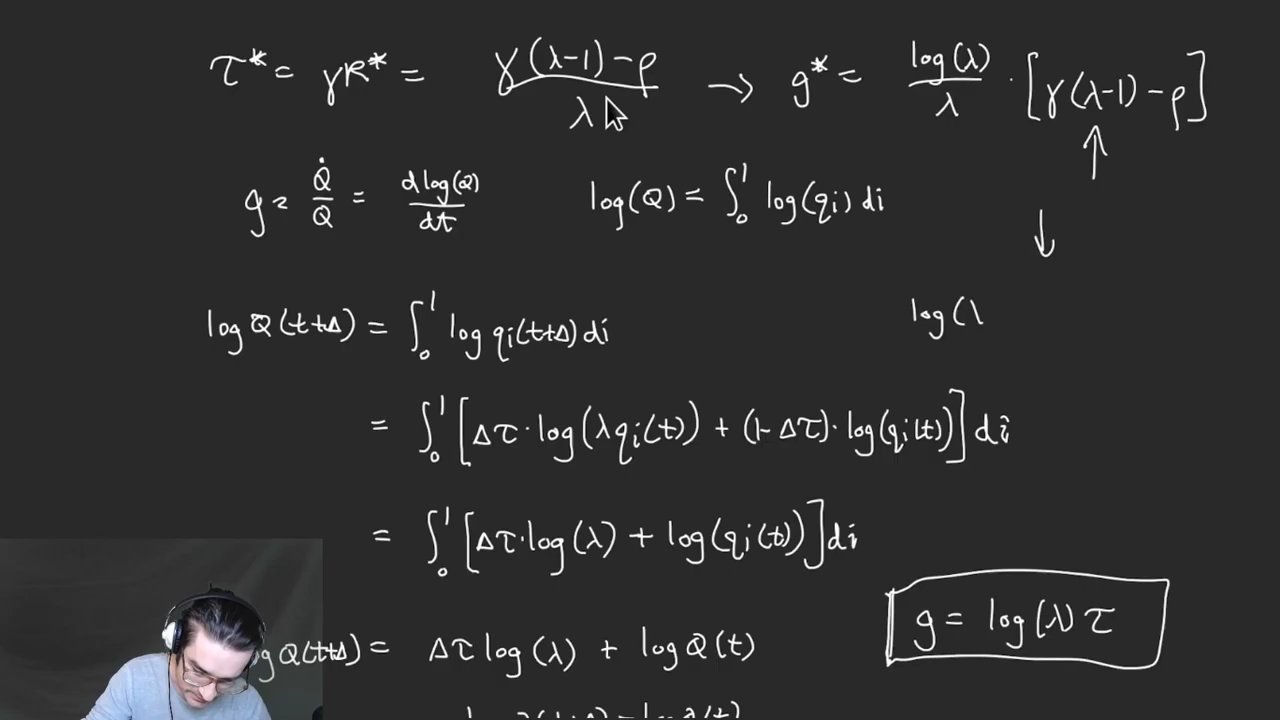 τ* = γR* = γ(λ-1)-ρ / λ → g* = log(λ)/λ · [γ(λ-1)-ρ]
g = Q̇/Q = dlog(Q)/dt log(Q) = ∫₀¹ log(qi) di
log Q(t+Δ) = ∫₀¹ log qi(t+Δ) di
log(λ
= ∫₀¹ [Δτ·log(λqi(t)) + (1-Δτ)·log(qi(t))] di
= ∫₀¹ [Δτ·log(λ) + log(qi(t))] di
g = log(λ) τ
g Q(t+Δ) = Δτ log(λ) + log Q(t)